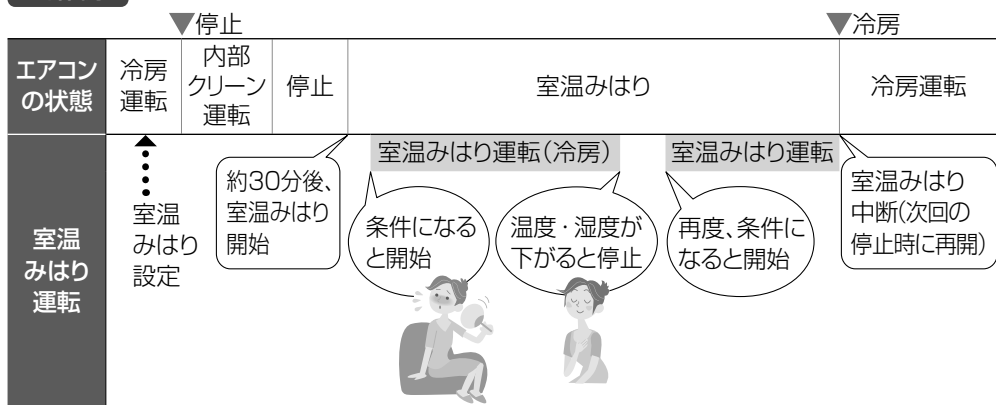 ▼停止
▼冷房
エアコン
の状態
冷房
運転
内部
クリーン
運転
停止
室温みはり
冷房運転
室温
みはり
運転
室温
みはり
設定
約30分後、
室温みはり
開始
室温みはり運転(冷房)
条件になる
と開始
温度・湿度が
下がると停止
室温みはり運転
再度、条件に
なると開始
室温みはり
中断(次回の
停止時に再開)